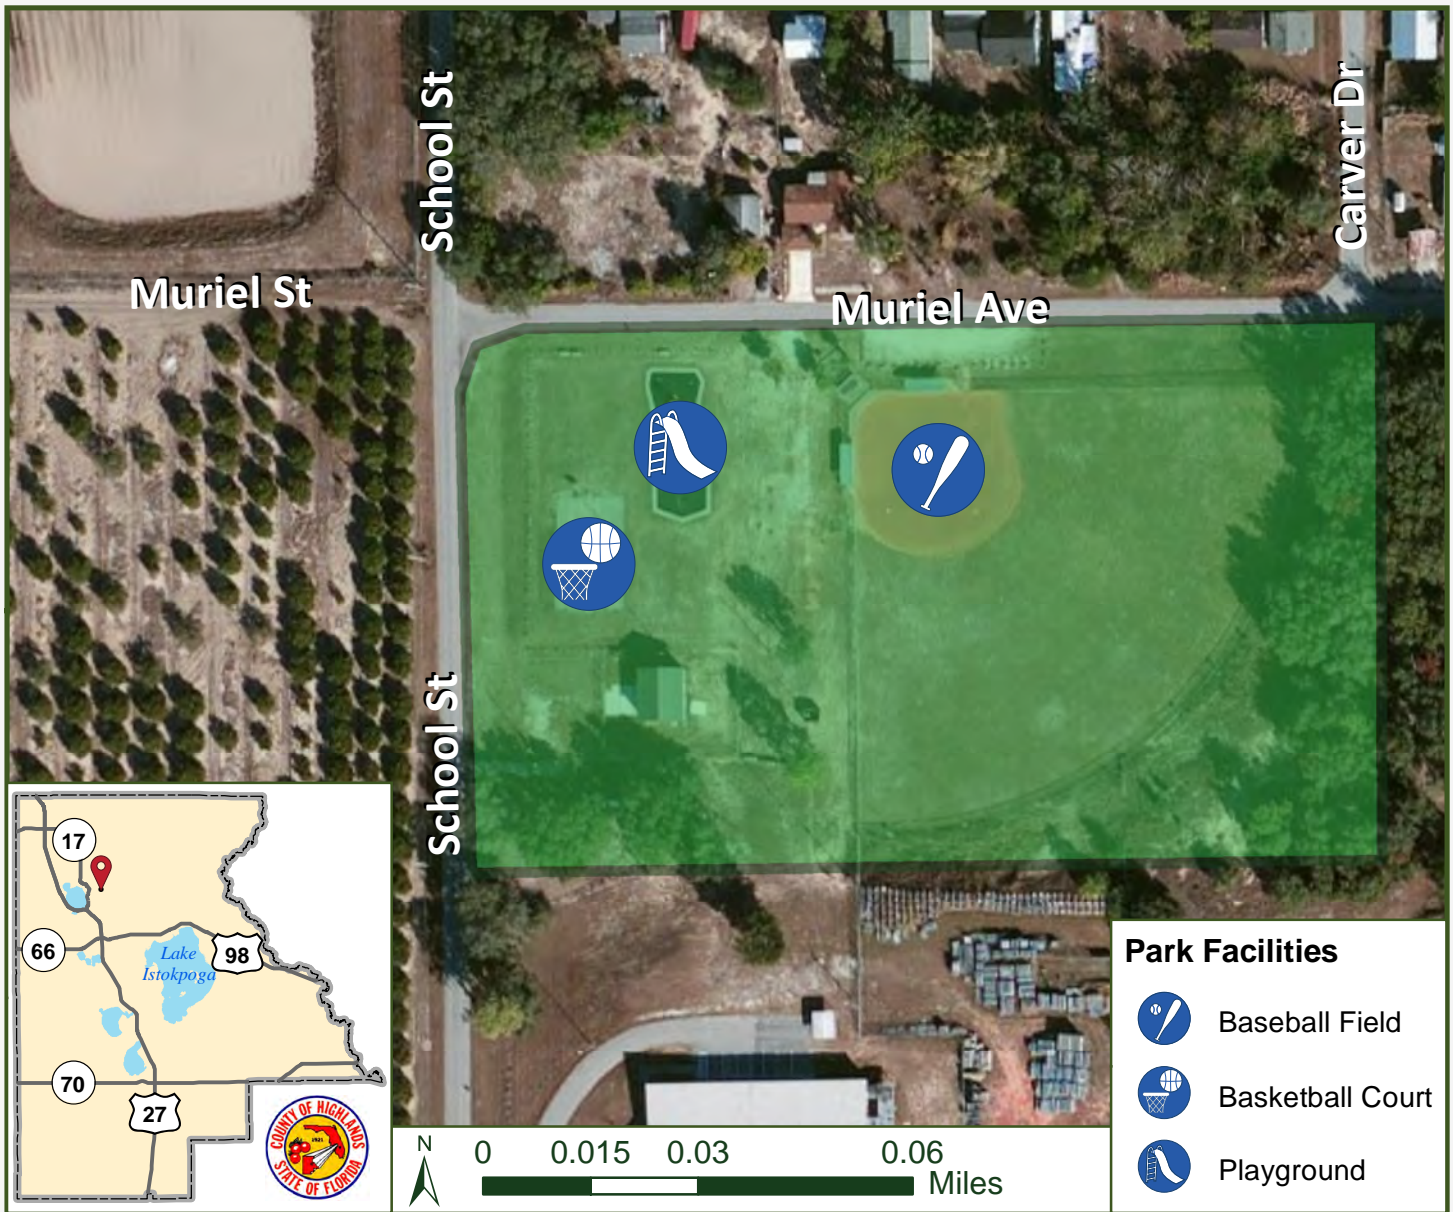 School St
Carver Dr
Muriel St
Muriel Ave
School St
17
66
98
Lake
Istokpoga
70
27
COUNTY OF HIGHLANDS
1921
STATE OF FLORIDA
N
0 0.015 0.03 0.06
Miles
Park Facilities
Baseball Field
Basketball Court
Playground